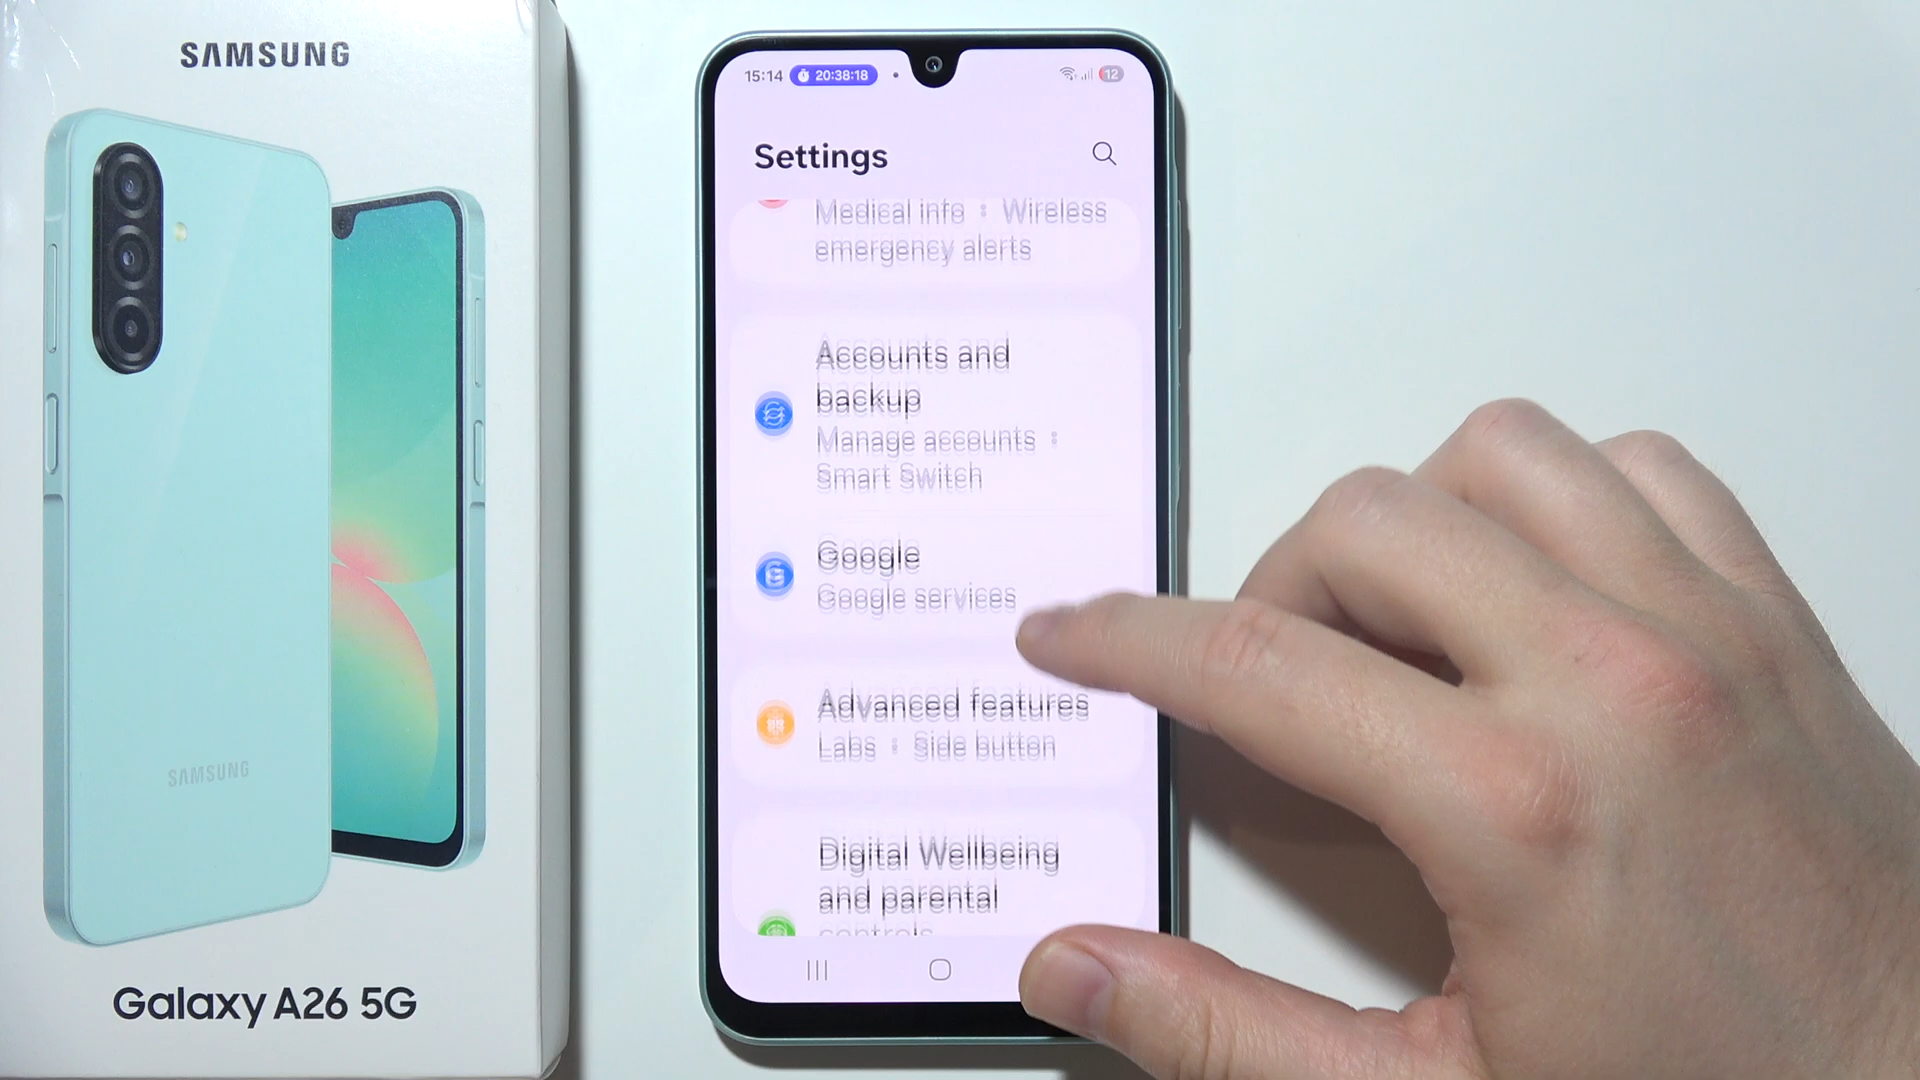 SAMSUNG
SAMSUNG
Galaxy A26 5G
15:14 20:38:18 12
Settings
Medical info • Wireless
emergency alerts
Accounts and
backup
Manage accounts •
Smart Switch
Google
Google services
Advanced features
Labs • Side button
Digital Wellbeing
and parental
controls